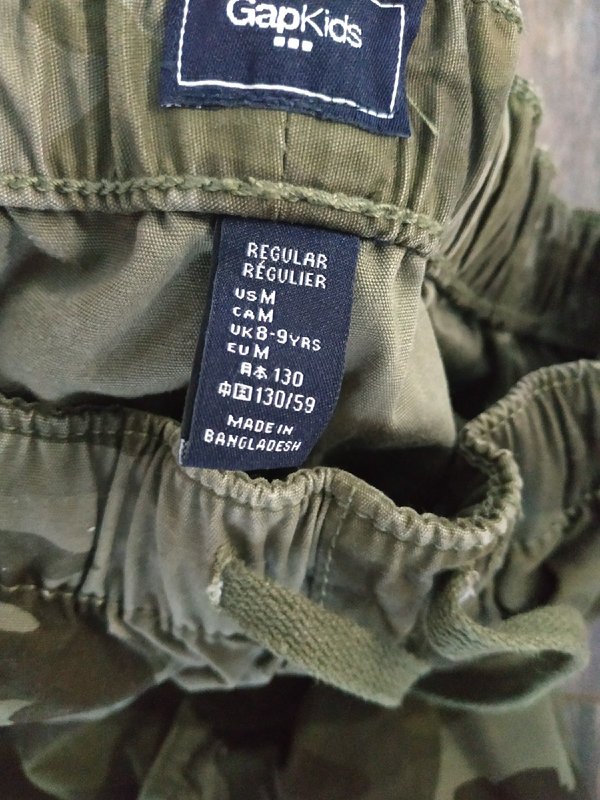 GapKids
REGULAR
RÉGULIER
US M
CA M
UK 8-9 YRS
EU M
日本 130
中国 130/59
MADE IN
BANGLADESH